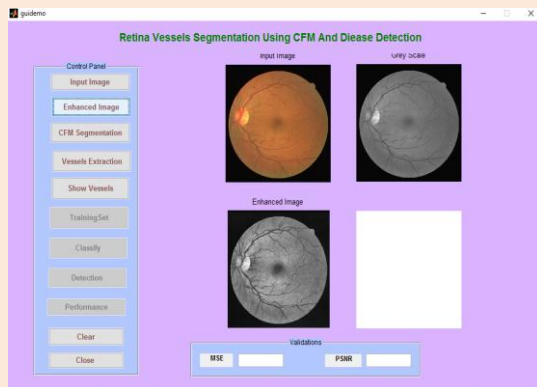 guidemo
Retina Vessels Segmentation Using CFM And Diease Detection
Control Panel
Input Image
Enhanced Image
CFM Segmentation
Vessels Extraction
Show Vessels
TrainingSet
Classify
Detection
Performance
Clear
Close
Input Image
Grey Scale
Enhanced Image
Validations
MSE
PSNR